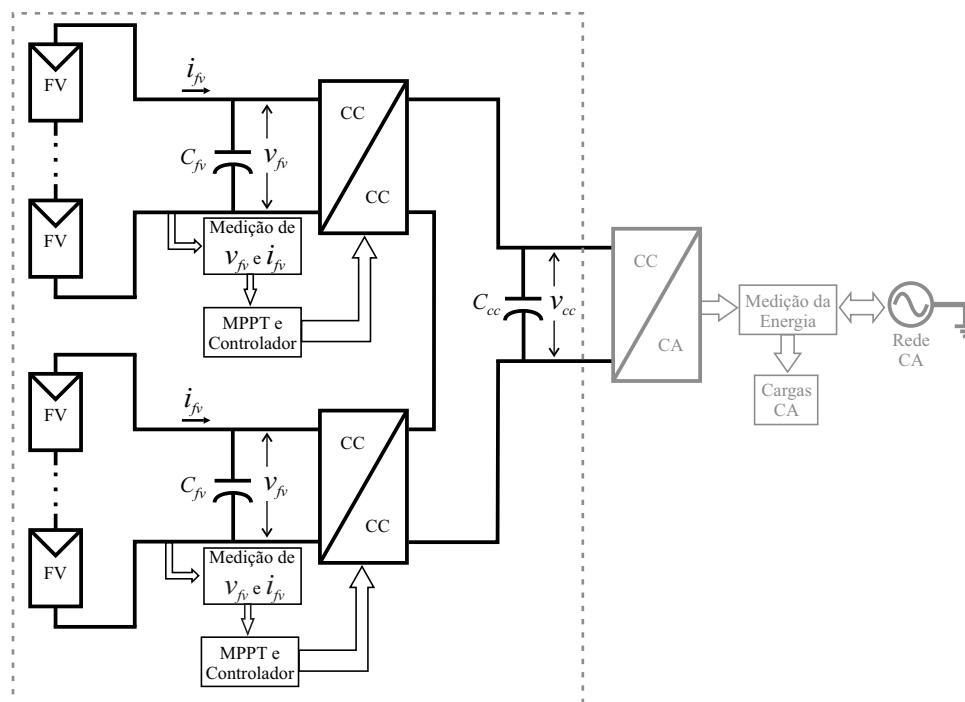 FV
i_fv
CC
C_fv
v_fv
CC
FV
Medição de
v_fv e i_fv
MPPT e
Controlador
C_cc
v_cc
CC
CA
Medição da
Energia
Rede
CA
Cargas
CA
FV
i_fv
CC
C_fv
v_fv
CC
FV
Medição de
v_fv e i_fv
MPPT e
Controlador